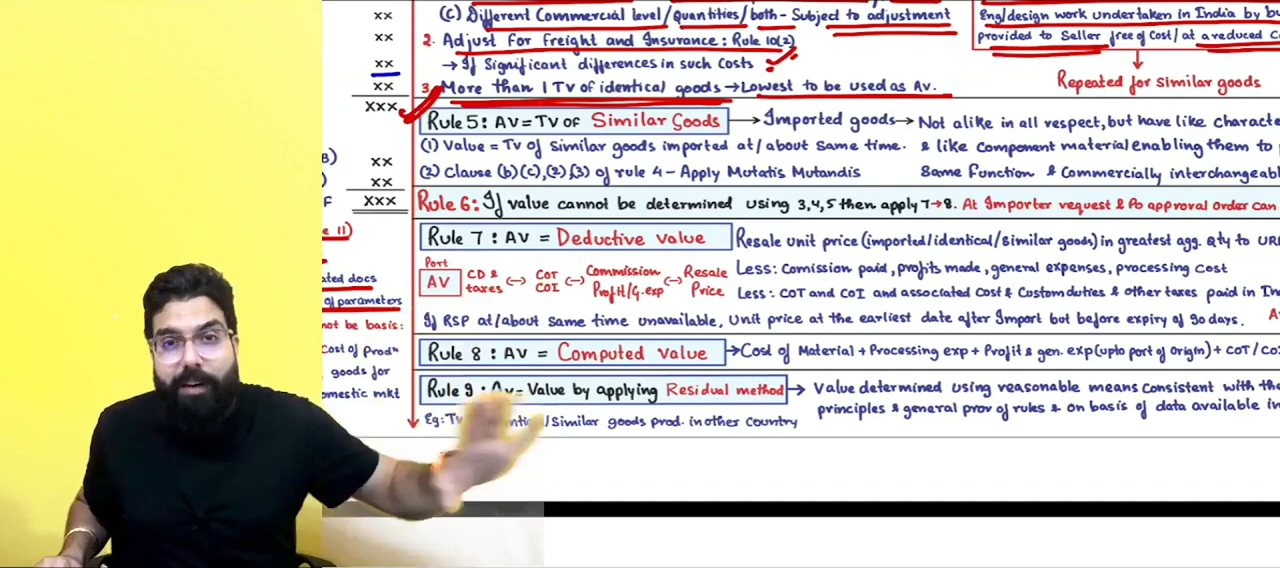 xx
xx
xx
xx
xxx
xx
xx
F xxx
(c) Different Commercial level/quantities/both - Subject to adjustment
2. Adjust for Freight and Insurance: Rule 10(2)
→ If Significant differences in such Costs
3. More than 1 TV of identical goods → Lowest to be used as Av.
Eng/design work undertaken in India by
provided to Seller free of Cost/ at a reduced
Repeated for similar goods
Rule 5: AV = TV of Similar Goods → Imported goods → Not alike in all respect, but have like
(1) Value = TV of Similar goods imported at/about same time. & like Component material enabling them to
(2) Clause (b)(c),(2),(3) of rule 4 - Apply Mutatis Mutandis Same Function & Commercially
Rule 6: If value cannot be determined using 3,4,5 then apply 7→8. At Importer request & Po approval order can
Rule 7: AV = Deductive value Resale unit price (imported/identical/similar goods) in greatest agg. Qty to
Port
AV CD & taxes ↔ COT COI ↔ Commission Profit/G.exp ↔ Resale Price
Less: Comission paid, profits made, general expenses, processing cost
Less: COT and COI and associated Cost & Custom duties & other taxes paid in
If RSP at/about same time unavailable, Unit price at the earliest date after Import but before expiry of 90 days.
Rule 8: AV = Computed value → Cost of Material + Processing exp + Profit & gen. exp (upto port of origin) + COT/
Rule 9: Av = Value by applying Residual method → Value determined using reasonable means consistent with the
principles & general prov of rules & on basis of data available in
Eg: /Similar goods prod. in other country
11)
docs
of parameters
not be basis:
Cost of prodn
goods for
mkt